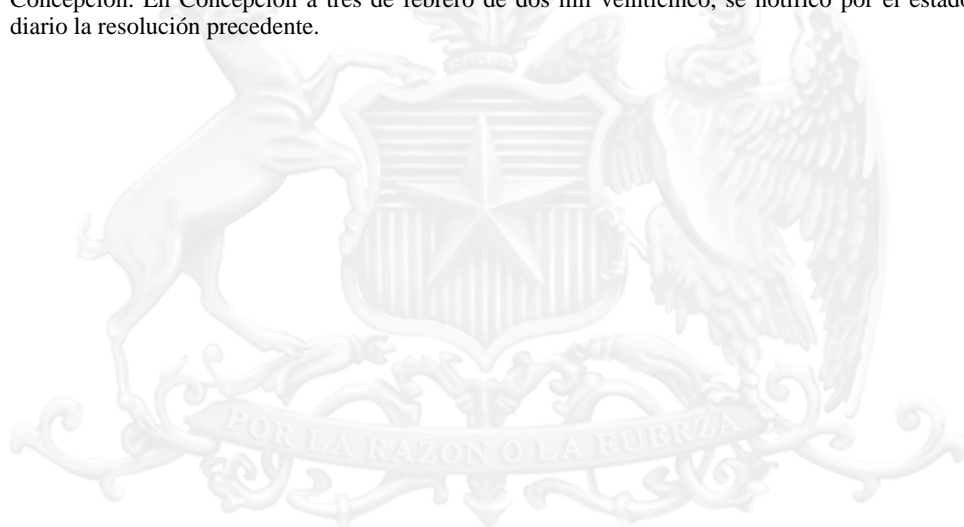 Concepción. En Concepción a tres de febrero de dos mil veinticinco, se notificó por el estado
diario la resolución precedente.
POR LA RAZON O LA FUERZA